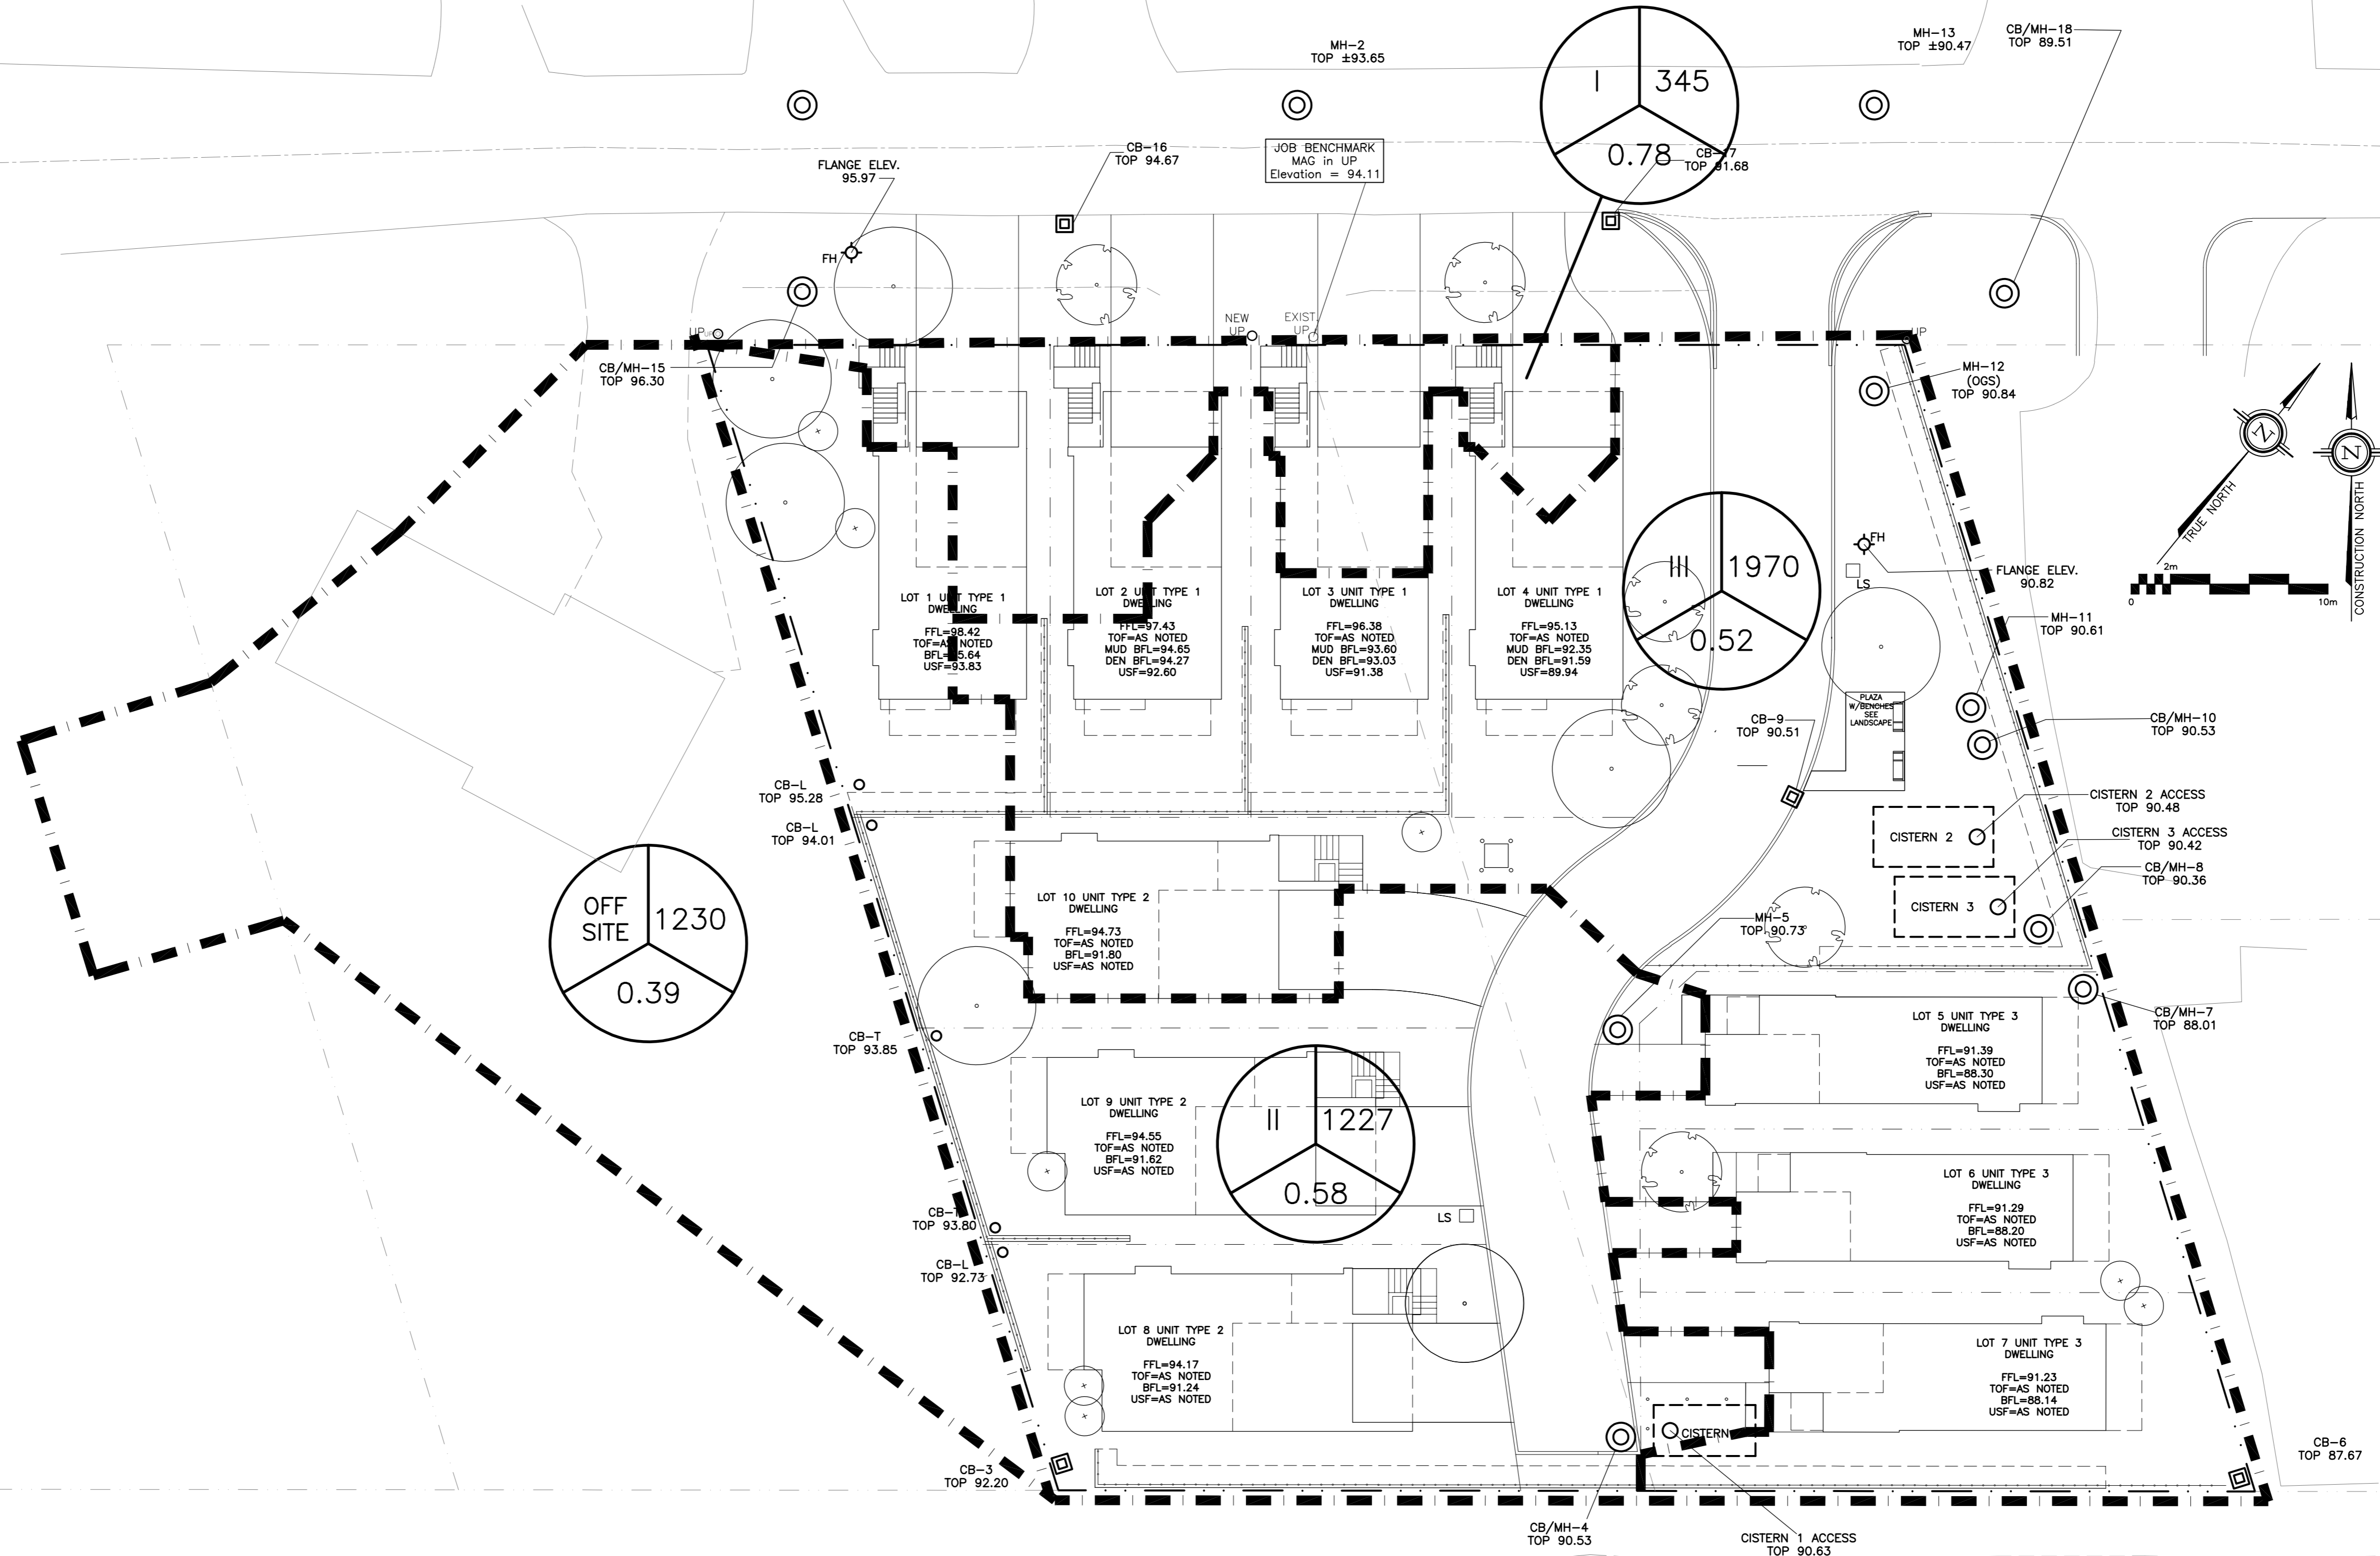 MH-2
TOP ±93.65
MH-13
TOP ±90.47
CB/MH-18
TOP 89.51
I
345
0.78
CB-17
TOP 91.68
CB-16
TOP 94.67
JOB BENCHMARK
MAG in UP
Elevation = 94.11
FLANGE ELEV.
95.97
FH
UP
NEW
UP
EXIST.
UP
UP
CB/MH-15
TOP 96.30
MH-12
(OGS)
TOP 90.84
N
N
TRUE NORTH
CONSTRUCTION NORTH
2m
0
10m
FH
LS
FLANGE ELEV.
90.82
III
1970
0.52
LOT 1 UNIT TYPE 1
DWELLING
FFL=98.42
TOF=AS NOTED
BFL=95.64
USF=93.83
LOT 2 UNIT TYPE 1
DWELLING
FFL=97.43
TOF=AS NOTED
MUD BFL=94.65
DEN BFL=94.27
USF=92.60
LOT 3 UNIT TYPE 1
DWELLING
FFL=96.38
TOF=AS NOTED
MUD BFL=93.60
DEN BFL=93.03
USF=91.38
LOT 4 UNIT TYPE 1
DWELLING
FFL=95.13
TOF=AS NOTED
MUD BFL=92.35
DEN BFL=91.59
USF=89.94
MH-11
TOP 90.61
PLAZA
W/BENCHES
SEE
LANDSCAPE
CB-9
TOP 90.51
CB/MH-10
TOP 90.53
CB-L
TOP 95.28
CB-L
TOP 94.01
CISTERN 2 ACCESS
TOP 90.48
CISTERN 2
CISTERN 3 ACCESS
TOP 90.42
CB/MH-8
TOP 90.36
CISTERN 3
OFF
SITE
1230
0.39
LOT 10 UNIT TYPE 2
DWELLING
FFL=94.73
TOF=AS NOTED
BFL=91.80
USF=AS NOTED
MH-5
TOP 90.73
CB/MH-7
TOP 88.01
LOT 5 UNIT TYPE 3
DWELLING
FFL=91.39
TOF=AS NOTED
BFL=88.30
USF=AS NOTED
CB-T
TOP 93.85
LOT 9 UNIT TYPE 2
DWELLING
FFL=94.55
TOF=AS NOTED
BFL=91.62
USF=AS NOTED
II
1227
0.58
LS
LOT 6 UNIT TYPE 3
DWELLING
FFL=91.29
TOF=AS NOTED
BFL=88.20
USF=AS NOTED
CB-T
TOP 93.80
CB-L
TOP 92.73
LOT 8 UNIT TYPE 2
DWELLING
FFL=94.17
TOF=AS NOTED
BFL=91.24
USF=AS NOTED
LOT 7 UNIT TYPE 3
DWELLING
FFL=91.23
TOF=AS NOTED
BFL=88.14
USF=AS NOTED
CISTERN
CB-3
TOP 92.20
CB-6
TOP 87.67
CB/MH-4
TOP 90.53
CISTERN 1 ACCESS
TOP 90.63